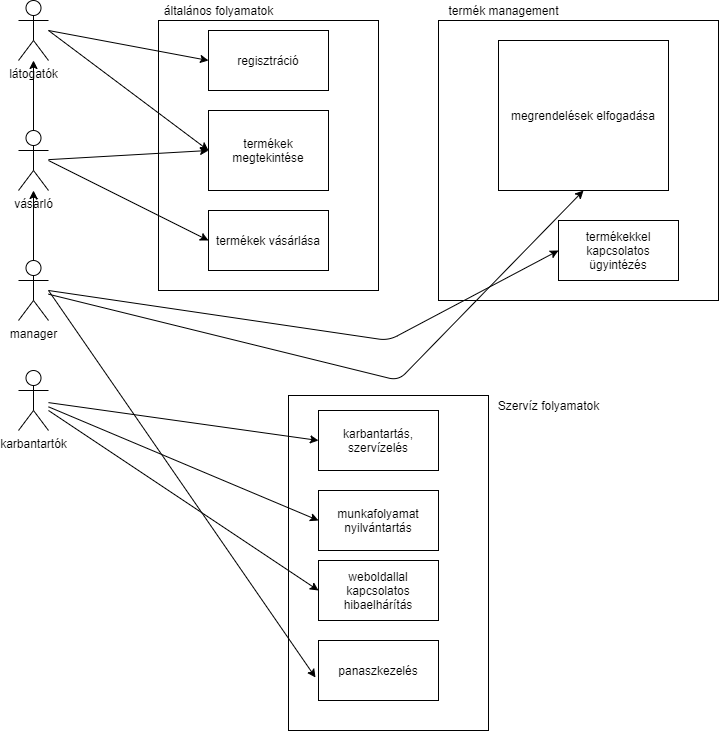 általános folyamatok
termék management
regisztráció
látogatók
megrendelések elfogadása
termékek
megtekintése
vásárló
termékek vásárlása
termékekkel
kapcsolatos
ügyintézés
manager
karbantartók
Szervíz folyamatok
karbantartás,
szervízelés
munkafolyamat
nyilvántartás
weboldallal
kapcsolatos
hibaelhárítás
panaszkezelés